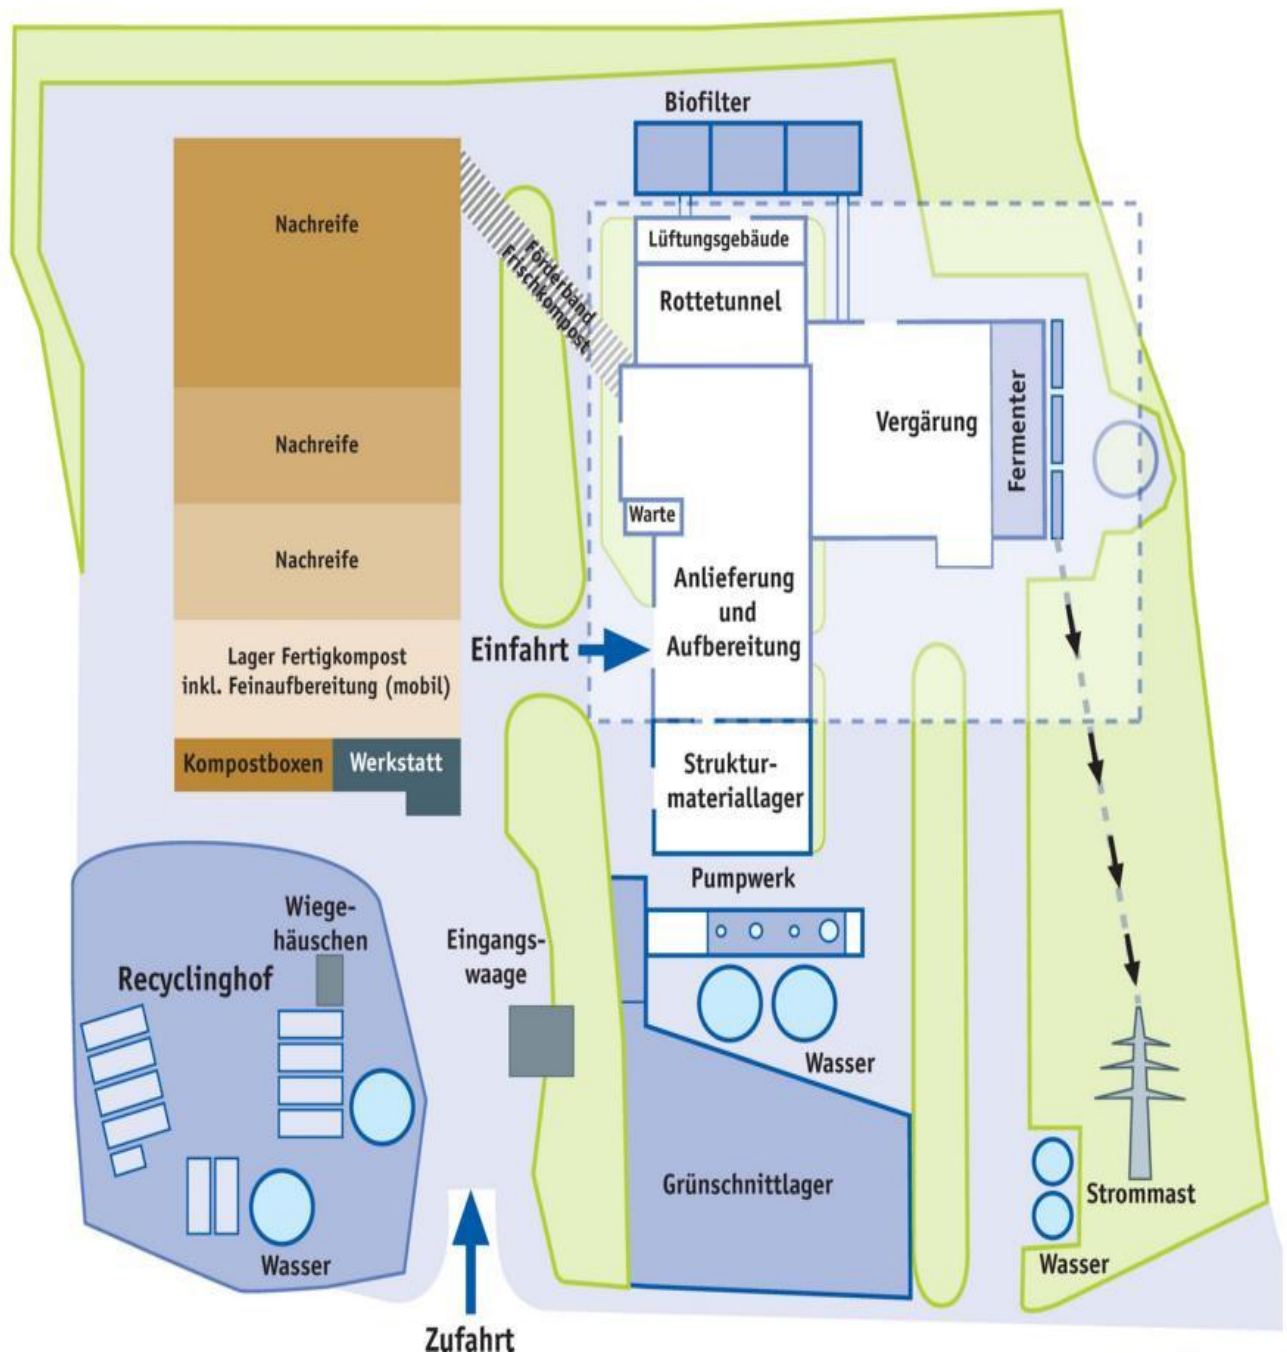 Biofilter
Nachreife
Lüftungsgebäude
Förderband
Frischkompost
Rottetunnel
Vergärung
Fermenter
Nachreife
Warte
Nachreife
Anlieferung
und
Aufbereitung
Einfahrt
Lager Fertigkompost
inkl. Feinaufbereitung (mobil)
Kompostboxen
Werkstatt
Struktur-
materiallager
Pumpwerk
Wiege-
häuschen
Eingangs-
waage
Recyclinghof
Wasser
Grünschnittlager
Strommast
Wasser
Wasser
Zufahrt